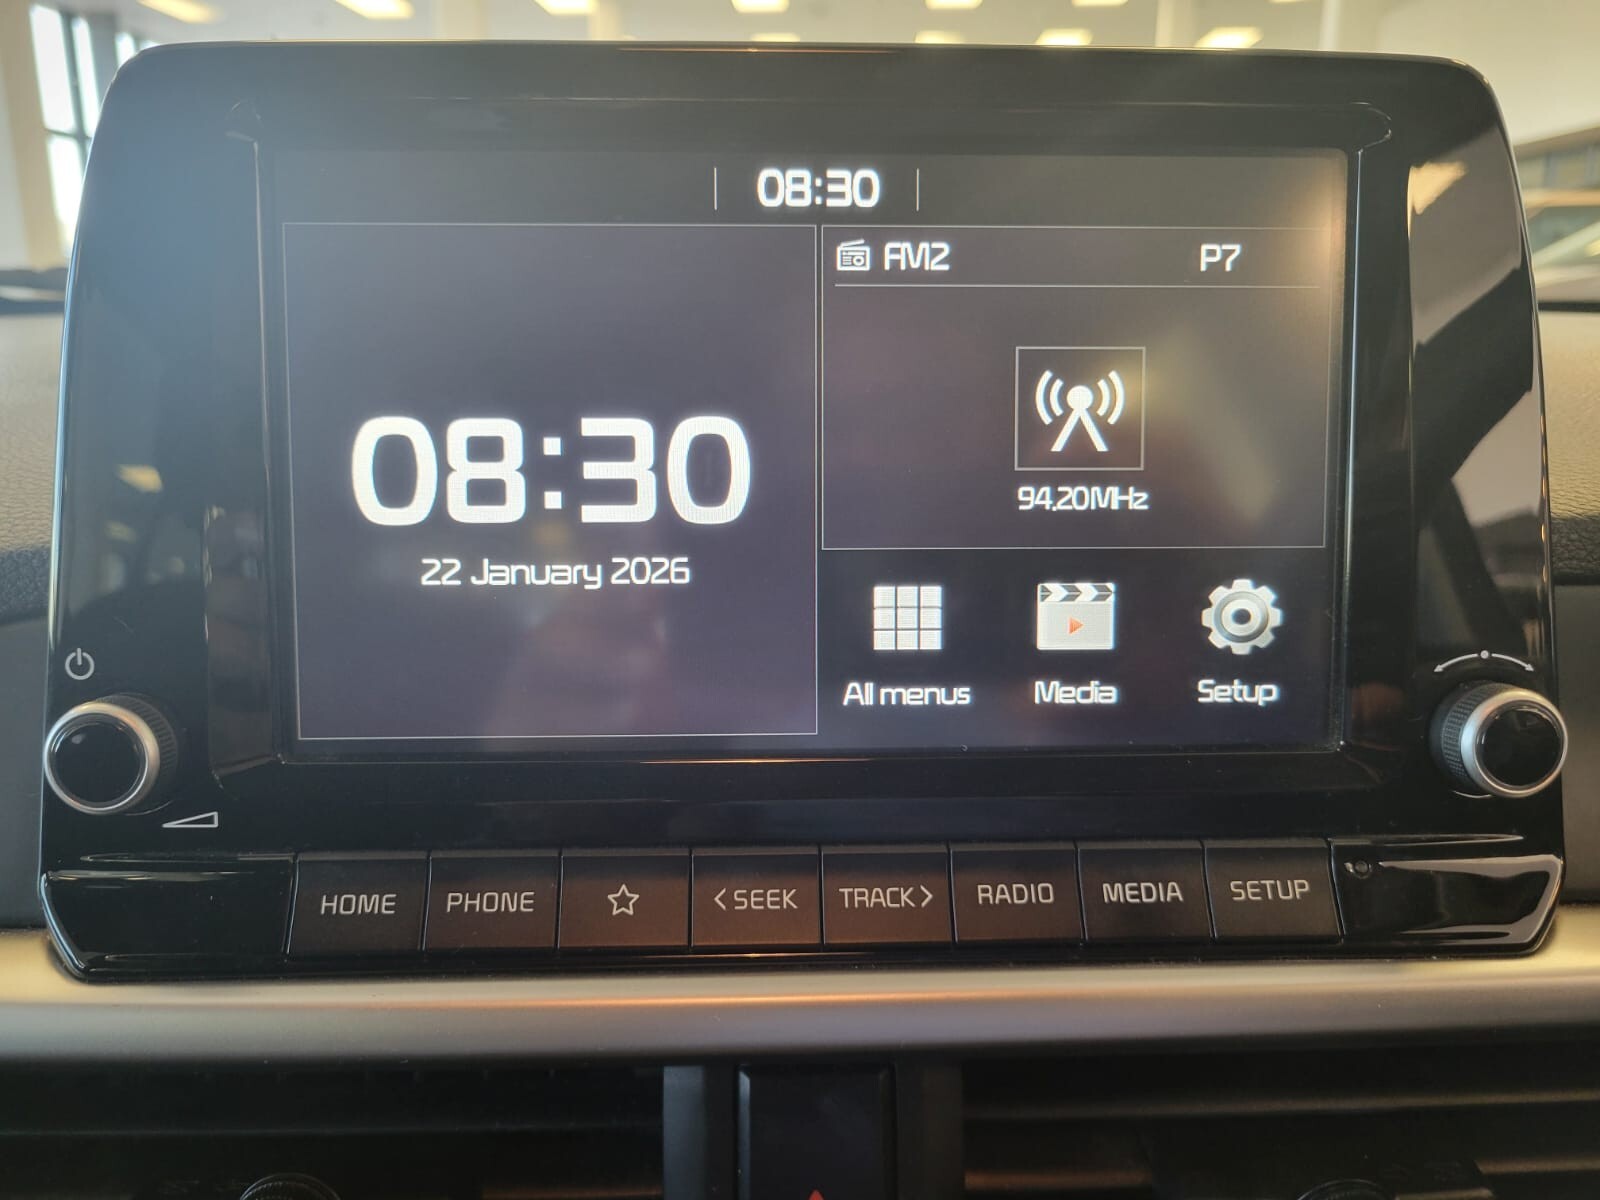 08:30
FM2 P7
08:30
22 January 2026
94.20MHz
All menus Media Setup
HOME PHONE <SEEK TRACK> RADIO MEDIA SETUP